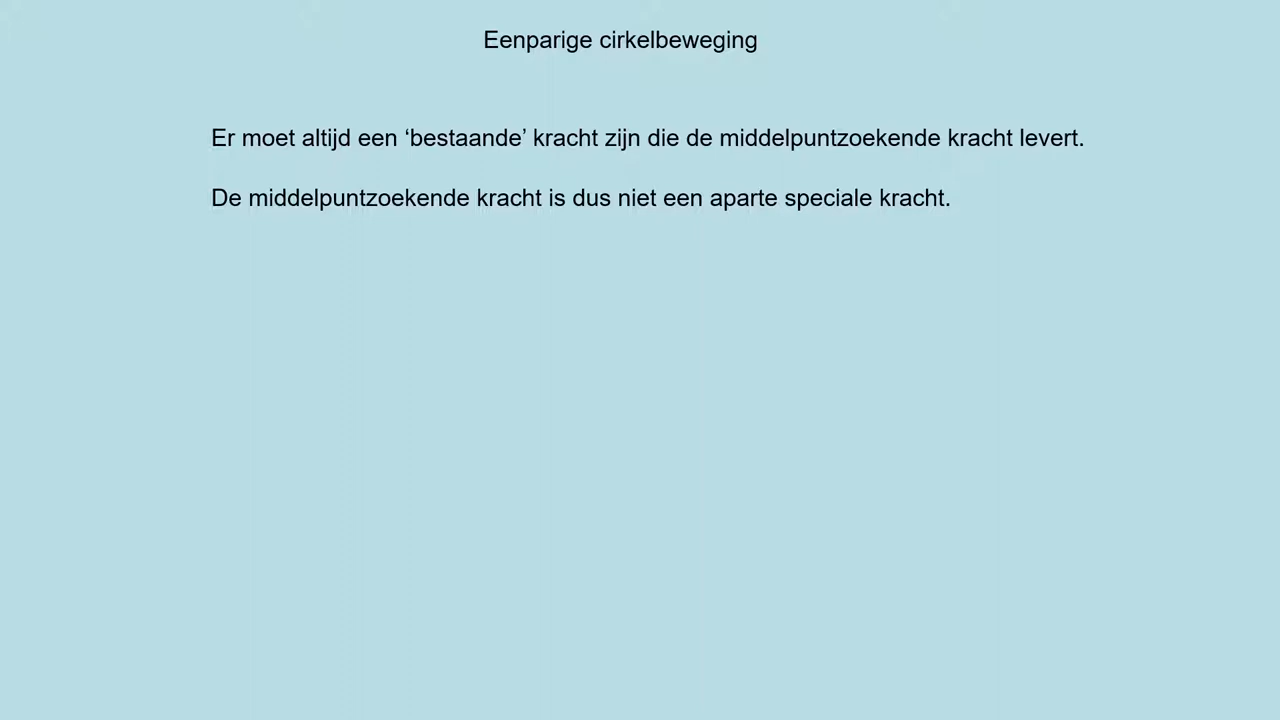 Eenparige cirkelbeweging
Er moet altijd een ‘bestaande’ kracht zijn die de middelpuntzoekende kracht levert.
De middelpuntzoekende kracht is dus niet een aparte speciale kracht.